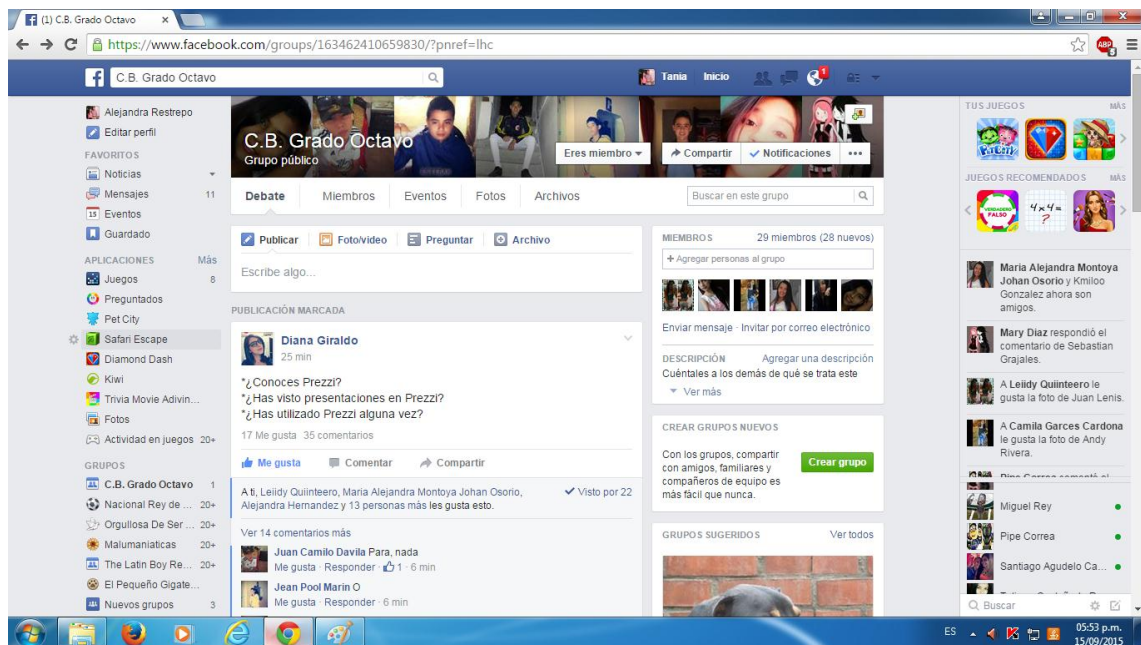 (1) C.B. Grado Octavo
https://www.facebook.com/groups/163462410659830/?pnref=lhc
ABP
C.B. Grado Octavo
Tania Inicio
1
Alejandra Restrepo
Editar perfil
FAVORITOS
Noticias
Mensajes 11
Eventos
Guardado
APLICACIONES Más
Juegos 8
Preguntados
Pet City
Safari Escape
Diamond Dash
Kiwi
Trivia Movie Adivin...
Fotos
Actividad en juegos 20+
GRUPOS
C.B. Grado Octavo 1
Nacional Rey de ... 20+
Orgullosa De Ser ... 20+
Malumaniaticas 20+
The Latin Boy Re... 20+
El Pequeño Gigate...
Nuevos grupos 3
C.B. Grado Octavo
Grupo público
Eres miembro
Compartir
Notificaciones
Debate Miembros Eventos Fotos Archivos
Buscar en este grupo
Publicar Foto/video Preguntar Archivo
Escribe algo...
PUBLICACIÓN MARCADA
Diana Giraldo
25 min
*¿Conoces Prezzi?
*¿Has visto presentaciones en Prezzi?
*¿Has utilizado Prezzi alguna vez?
17 Me gusta 35 comentarios
Me gusta Comentar Compartir
A ti, Leiidy Quiinteero, Maria Alejandra Montoya Johan Osorio,
Alejandra Hernandez y 13 personas más les gusta esto.
Visto por 22
Ver 14 comentarios más
Juan Camilo Davila Para, nada
Me gusta · Responder · 1 · 6 min
Jean Pool Marin O
Me gusta · Responder · 6 min
MIEMBROS 29 miembros (28 nuevos)
+ Agregar personas al grupo
Enviar mensaje · Invitar por correo electrónico
DESCRIPCIÓN Agregar una descripción
Cuéntales a los demás de qué se trata este
Ver más
CREAR GRUPOS NUEVOS
Con los grupos, compartir
con amigos, familiares y
compañeros de equipo es
más fácil que nunca.
Crear grupo
GRUPOS SUGERIDOS Ver todos
TUS JUEGOS MÁS
JUEGOS RECOMENDADOS MÁS
VERDADERO
FALSO
4x4=
?
Maria Alejandra Montoya
Johan Osorio y Kmiloo
Gonzalez ahora son
amigos.
Mary Diaz respondió el
comentario de Sebastian
Grajales.
A Leiidy Quiinteero le
gusta la foto de Juan Lenis.
A Camila Garces Cardona
le gusta la foto de Andy
Rivera.
Miguel Rey
Pipe Correa
Santiago Agudelo Ca...
Buscar
ES
05:53 p.m.
15/09/2015